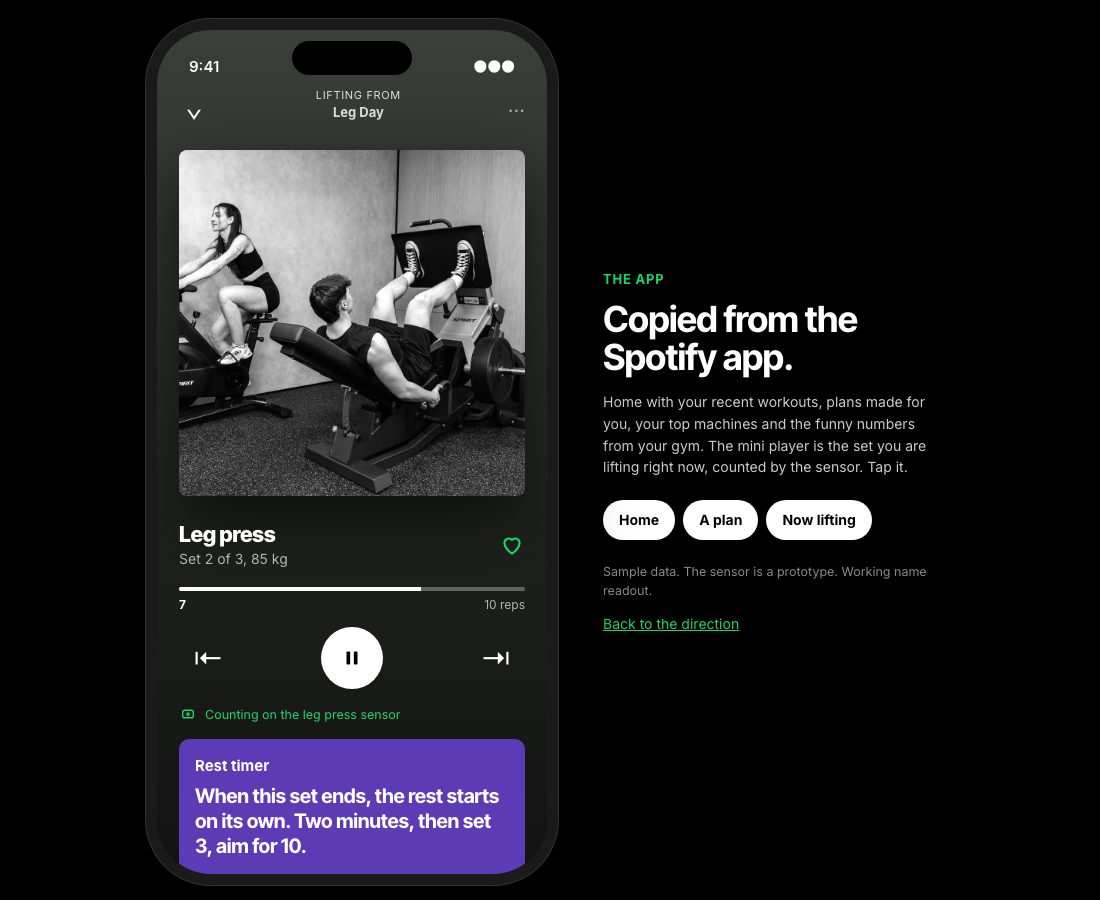 9:41
LIFTING FROM
Leg Day
SPIRIT
Leg press
Set 2 of 3, 85 kg
7
10 reps
Counting on the leg press sensor
Rest timer
When this set ends, the rest starts
on its own. Two minutes, then set
3, aim for 10.
THE APP
Copied from the
Spotify app.
Home with your recent workouts, plans made for
you, your top machines and the funny numbers
from your gym. The mini player is the set you are
lifting right now, counted by the sensor. Tap it.
Home
A plan
Now lifting
Sample data. The sensor is a prototype. Working name
readout.
Back to the direction